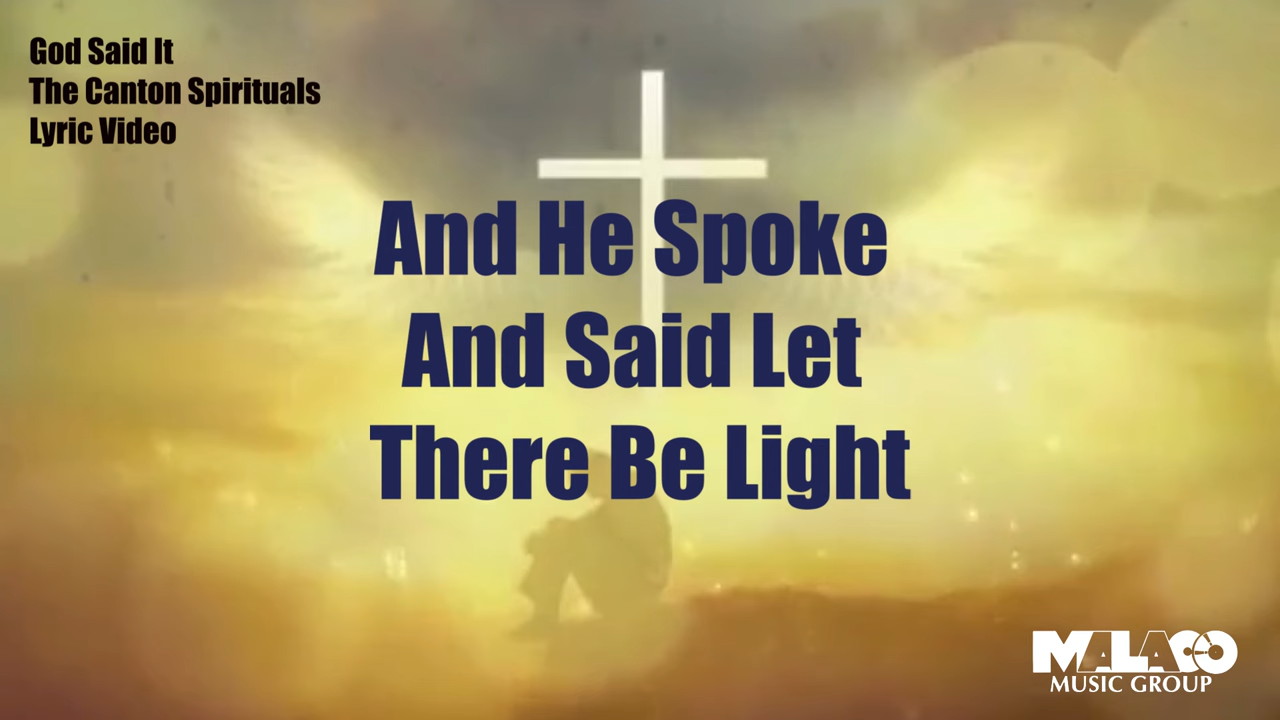 God Said It
The Canton Spirituals
Lyric Video
And He Spoke
And Said Let
There Be Light
MALACO
MUSIC GROUP